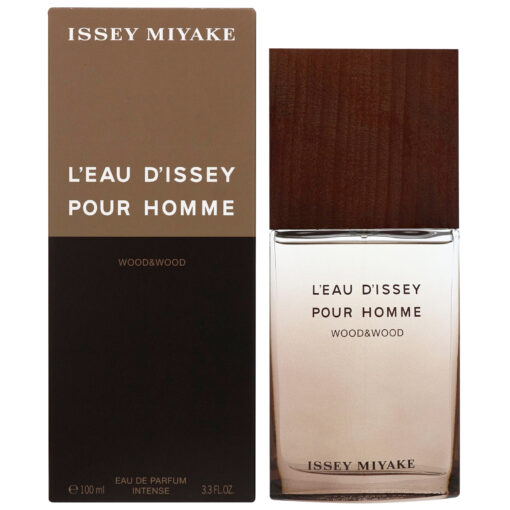 ISSEY MIYAKE
L'EAU D'ISSEY
POUR HOMME
WOOD&WOOD
EAU DE PARFUM
INTENSE
℮ 100 ml
3.3 FL.OZ.
L'EAU D'ISSEY
POUR HOMME
WOOD&WOOD
ISSEY MIYAKE